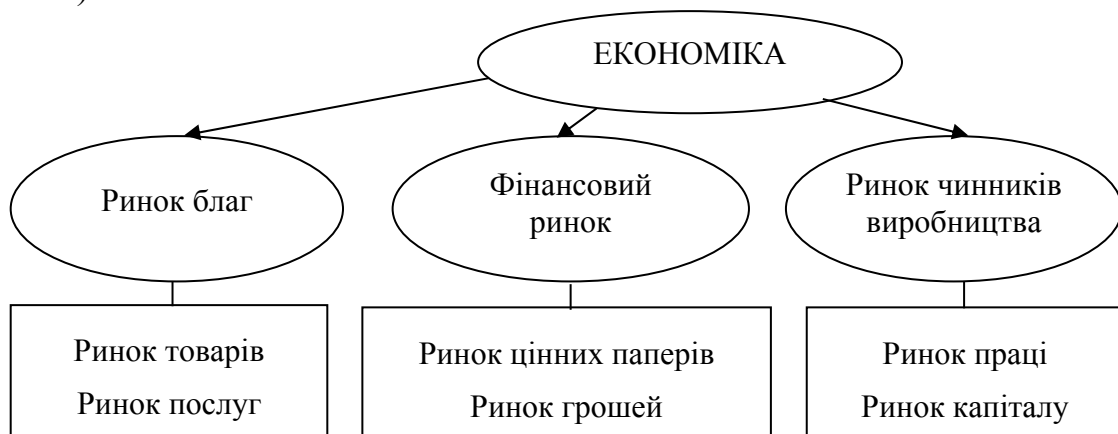 )
ЕКОНОМІКА
Ринок благ
Фінансовий
ринок
Ринок чинників
виробництва
Ринок товарів
Ринок послуг
Ринок цінних паперів
Ринок грошей
Ринок праці
Ринок капіталу